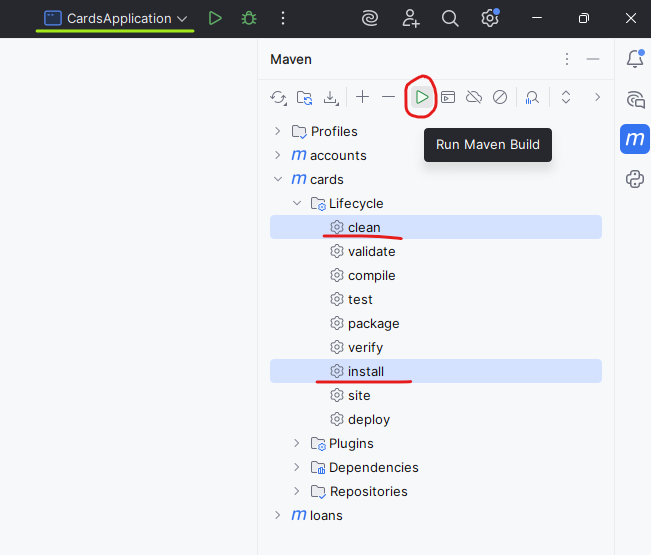 CardsApplication
Maven
Run Maven Build
Profiles
m accounts
m cards
Lifecycle
clean
validate
compile
test
package
verify
install
site
deploy
Plugins
Dependencies
Repositories
m loans
m